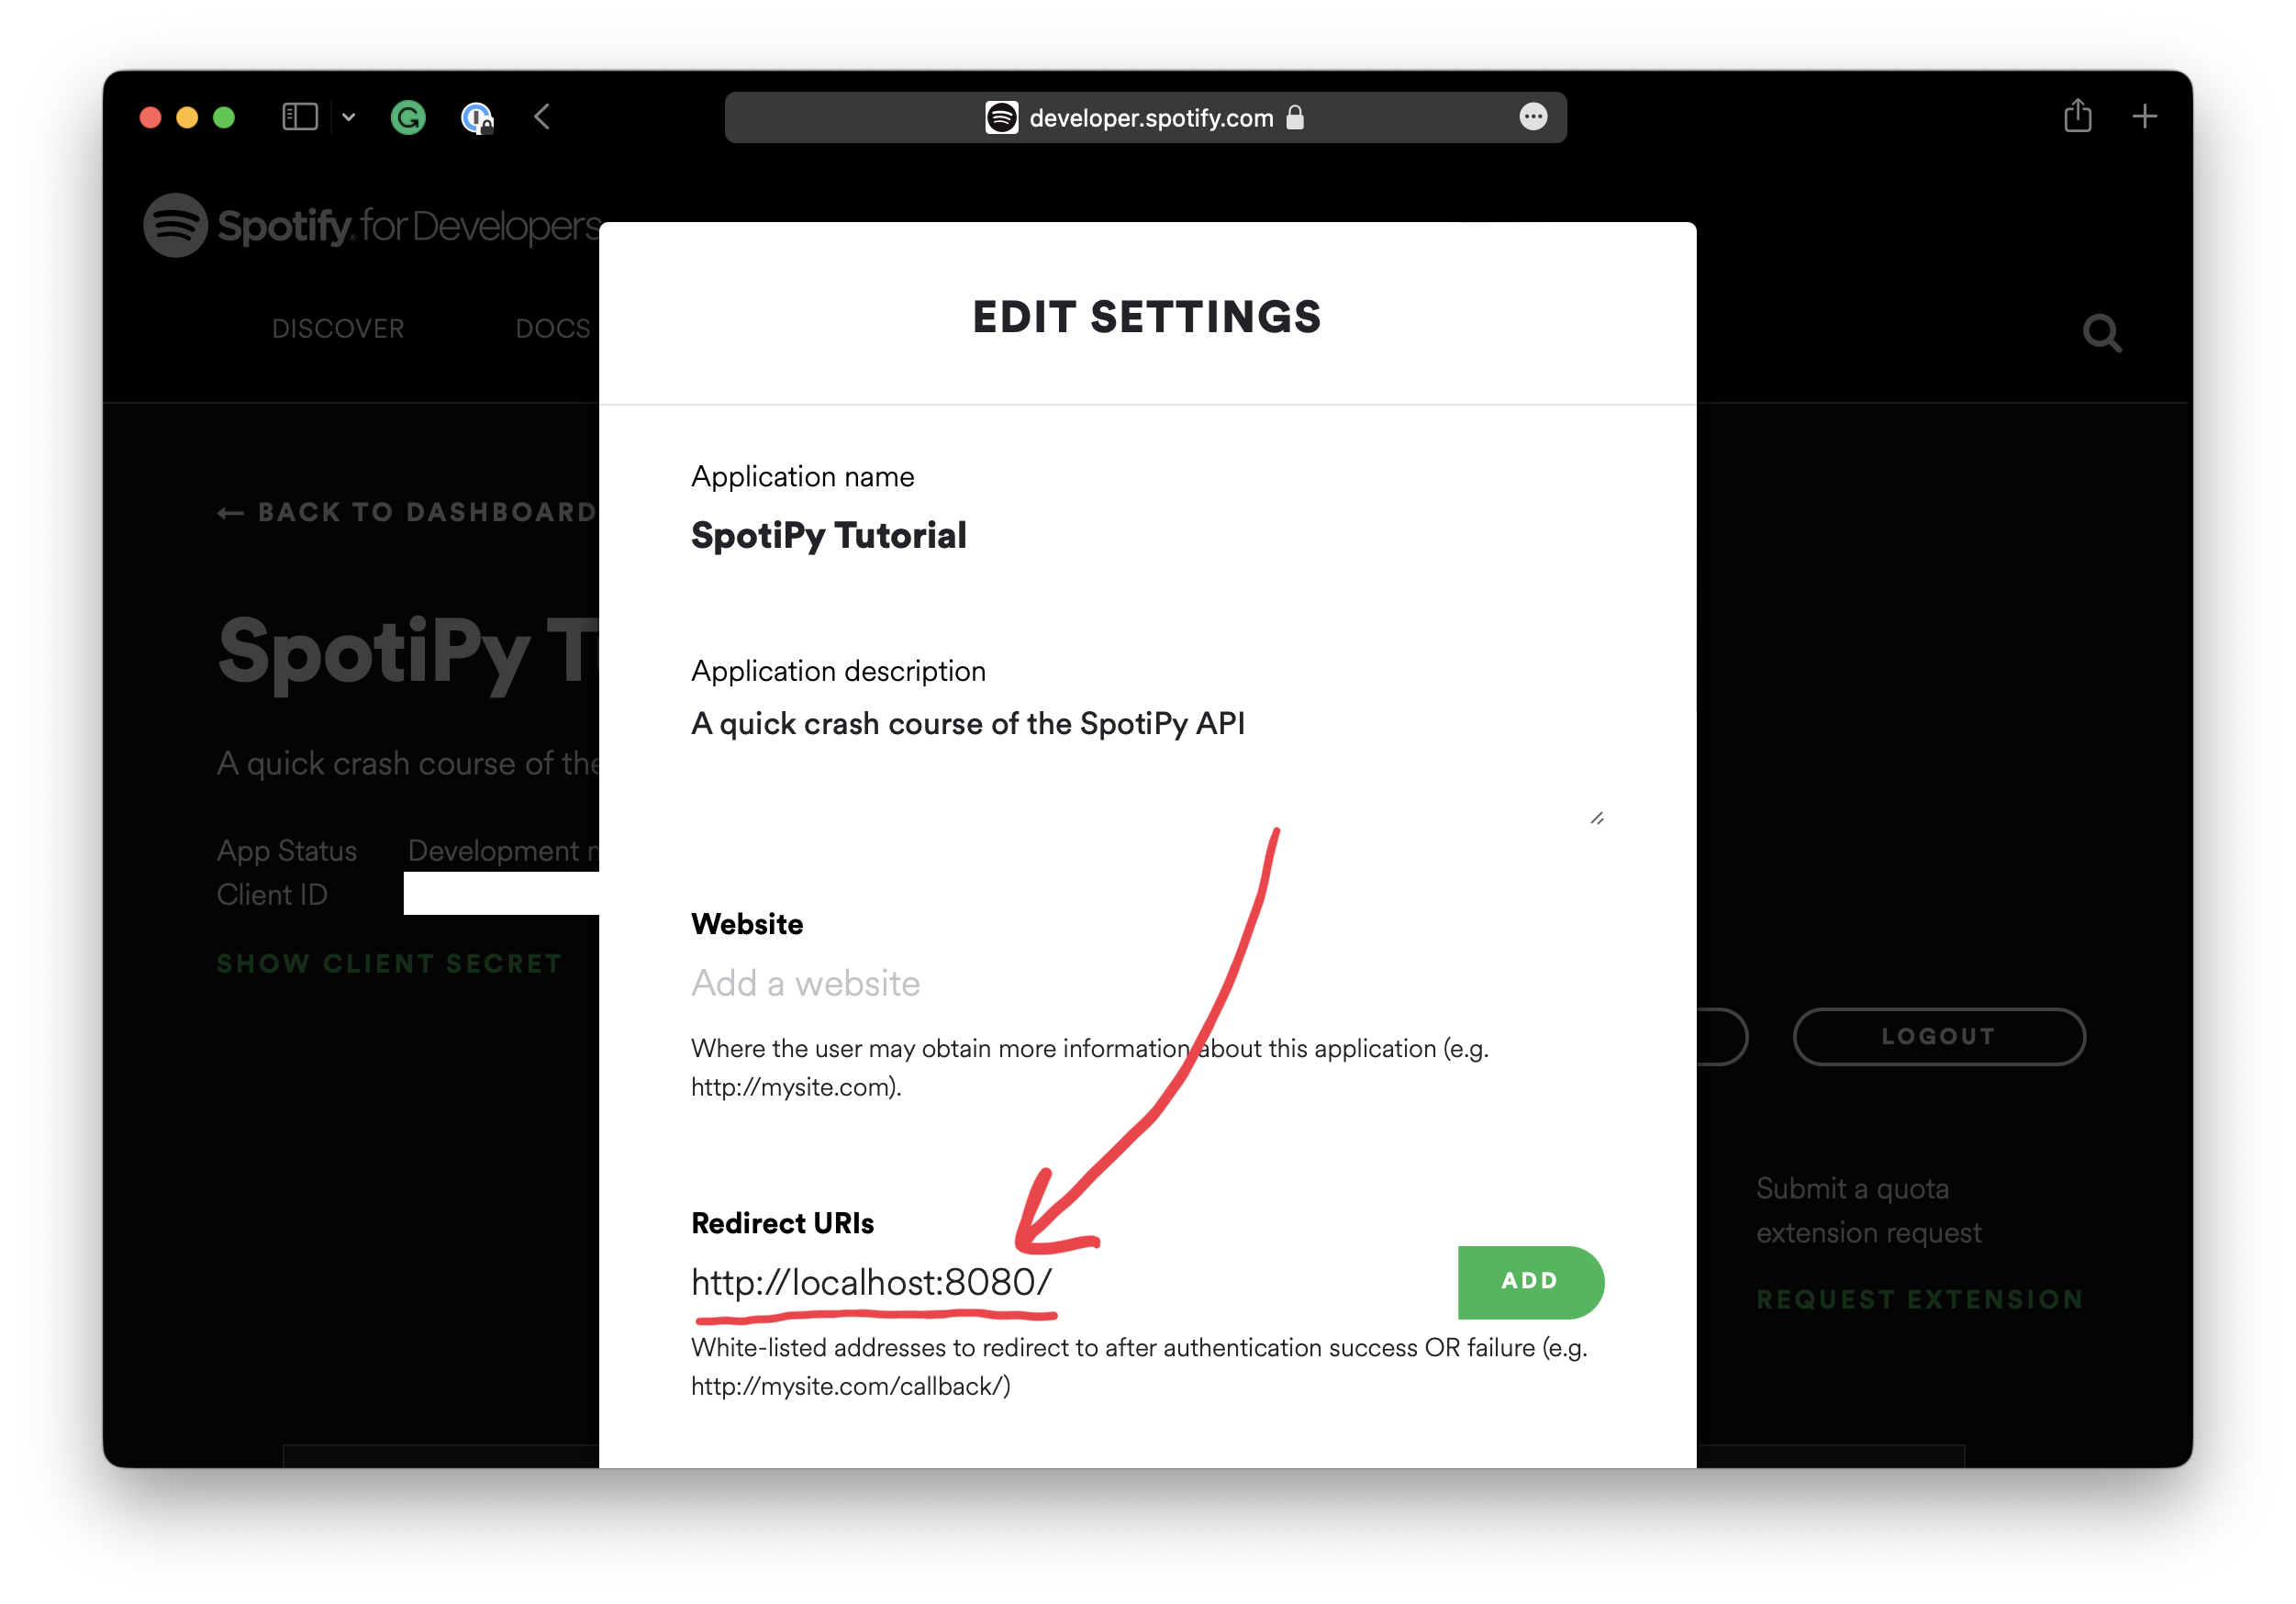 developer.spotify.com
Spotify for Developers
DISCOVER
DOCS
EDIT SETTINGS
← BACK TO DASHBOARD
Application name
SpotiPy Tutorial
SpotiPy T
Application description
A quick crash course of the SpotiPy API
A quick crash course of the
App Status
Development
Client ID
SHOW CLIENT SECRET
Website
Add a website
Where the user may obtain more information about this application (e.g.
http://mysite.com).
LOGOUT
Redirect URIs
http://localhost:8080/
ADD
White-listed addresses to redirect to after authentication success OR failure (e.g.
http://mysite.com/callback/)
Submit a quota
extension request
REQUEST EXTENSION